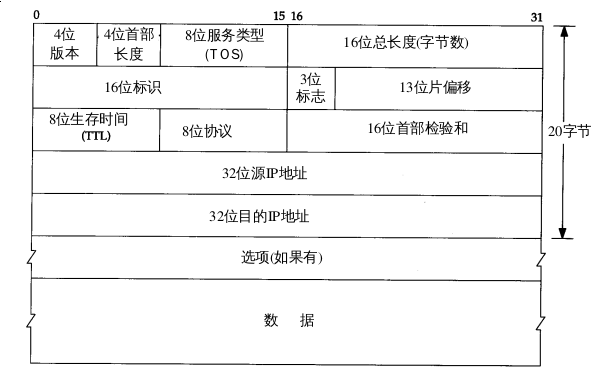 0 15 16 31
4位
版本
4位首部
长度
8位服务类型
(TOS)
16位总长度(字节数)
16位标识
3位
标志
13位片偏移
8位生存时间
(TTL)
8位协议
16位首部检验和
20字节
32位源IP地址
32位目的IP地址
选项(如果有)
数 据